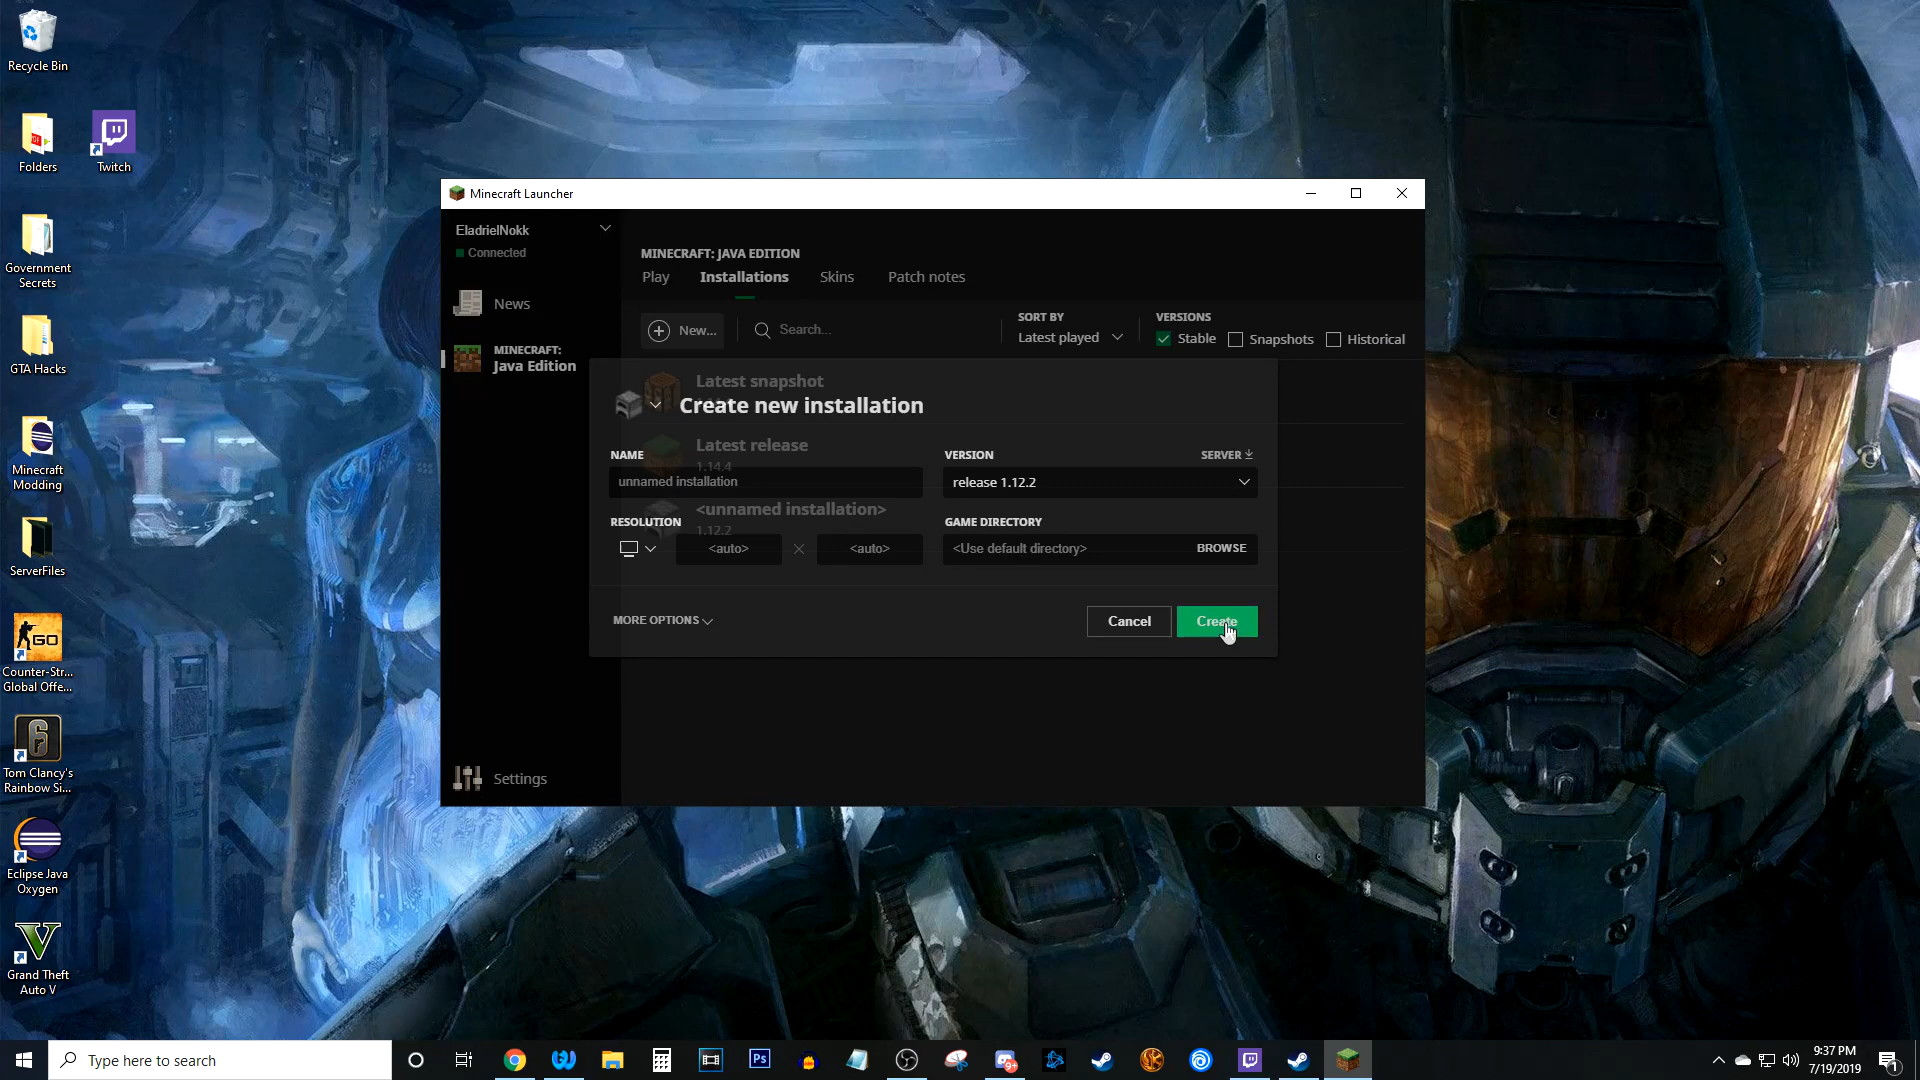 Recycle Bin
Folders
Twitch
Government
Secrets
GTA Hacks
Minecraft
Modding
ServerFiles
GO
Counter-Str...
Global Offe...
6
Tom Clancy's
Rainbow Si...
Eclipse Java
Oxygen
V
Grand Theft
Auto V
Minecraft Launcher
EladrielNokk
Connected
News
MINECRAFT:
Java Edition
Settings
MINECRAFT: JAVA EDITION
Play Installations Skins Patch notes
New...
Search...
SORT BY
Latest played
VERSIONS
Stable Snapshots Historical
Latest snapshot
Create new installation
Latest release
1.14.4
NAME
unnamed installation
VERSION
SERVER
release 1.12.2
<unnamed installation>
1.12.2
RESOLUTION
<auto> <auto>
GAME DIRECTORY
<Use default directory> BROWSE
MORE OPTIONS
Cancel
Create
Type here to search
Ps
9+
9:37 PM
7/19/2019
1